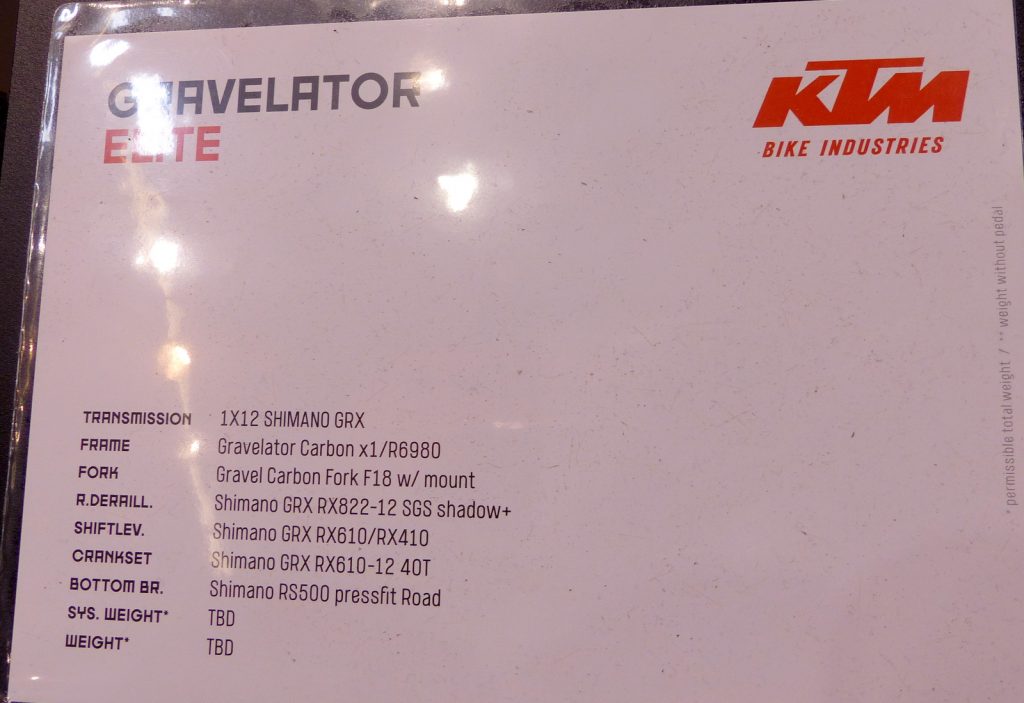 GRAVELATOR
ELITE
KTM
BIKE INDUSTRIES
TRANSMISSION 1X12 SHIMANO GRX
FRAME Gravelator Carbon x1/R6980
FORK Gravel Carbon Fork F18 w/ mount
R.DERAILL. Shimano GRX RX822-12 SGS shadow+
SHIFTLEV. Shimano GRX RX610/RX410
CRANKSET Shimano GRX RX610-12 40T
BOTTOM BR. Shimano RS500 pressfit Road
SYS. WEIGHT* TBD
WEIGHT* TBD
* permissible total weight / ** weight without pedal